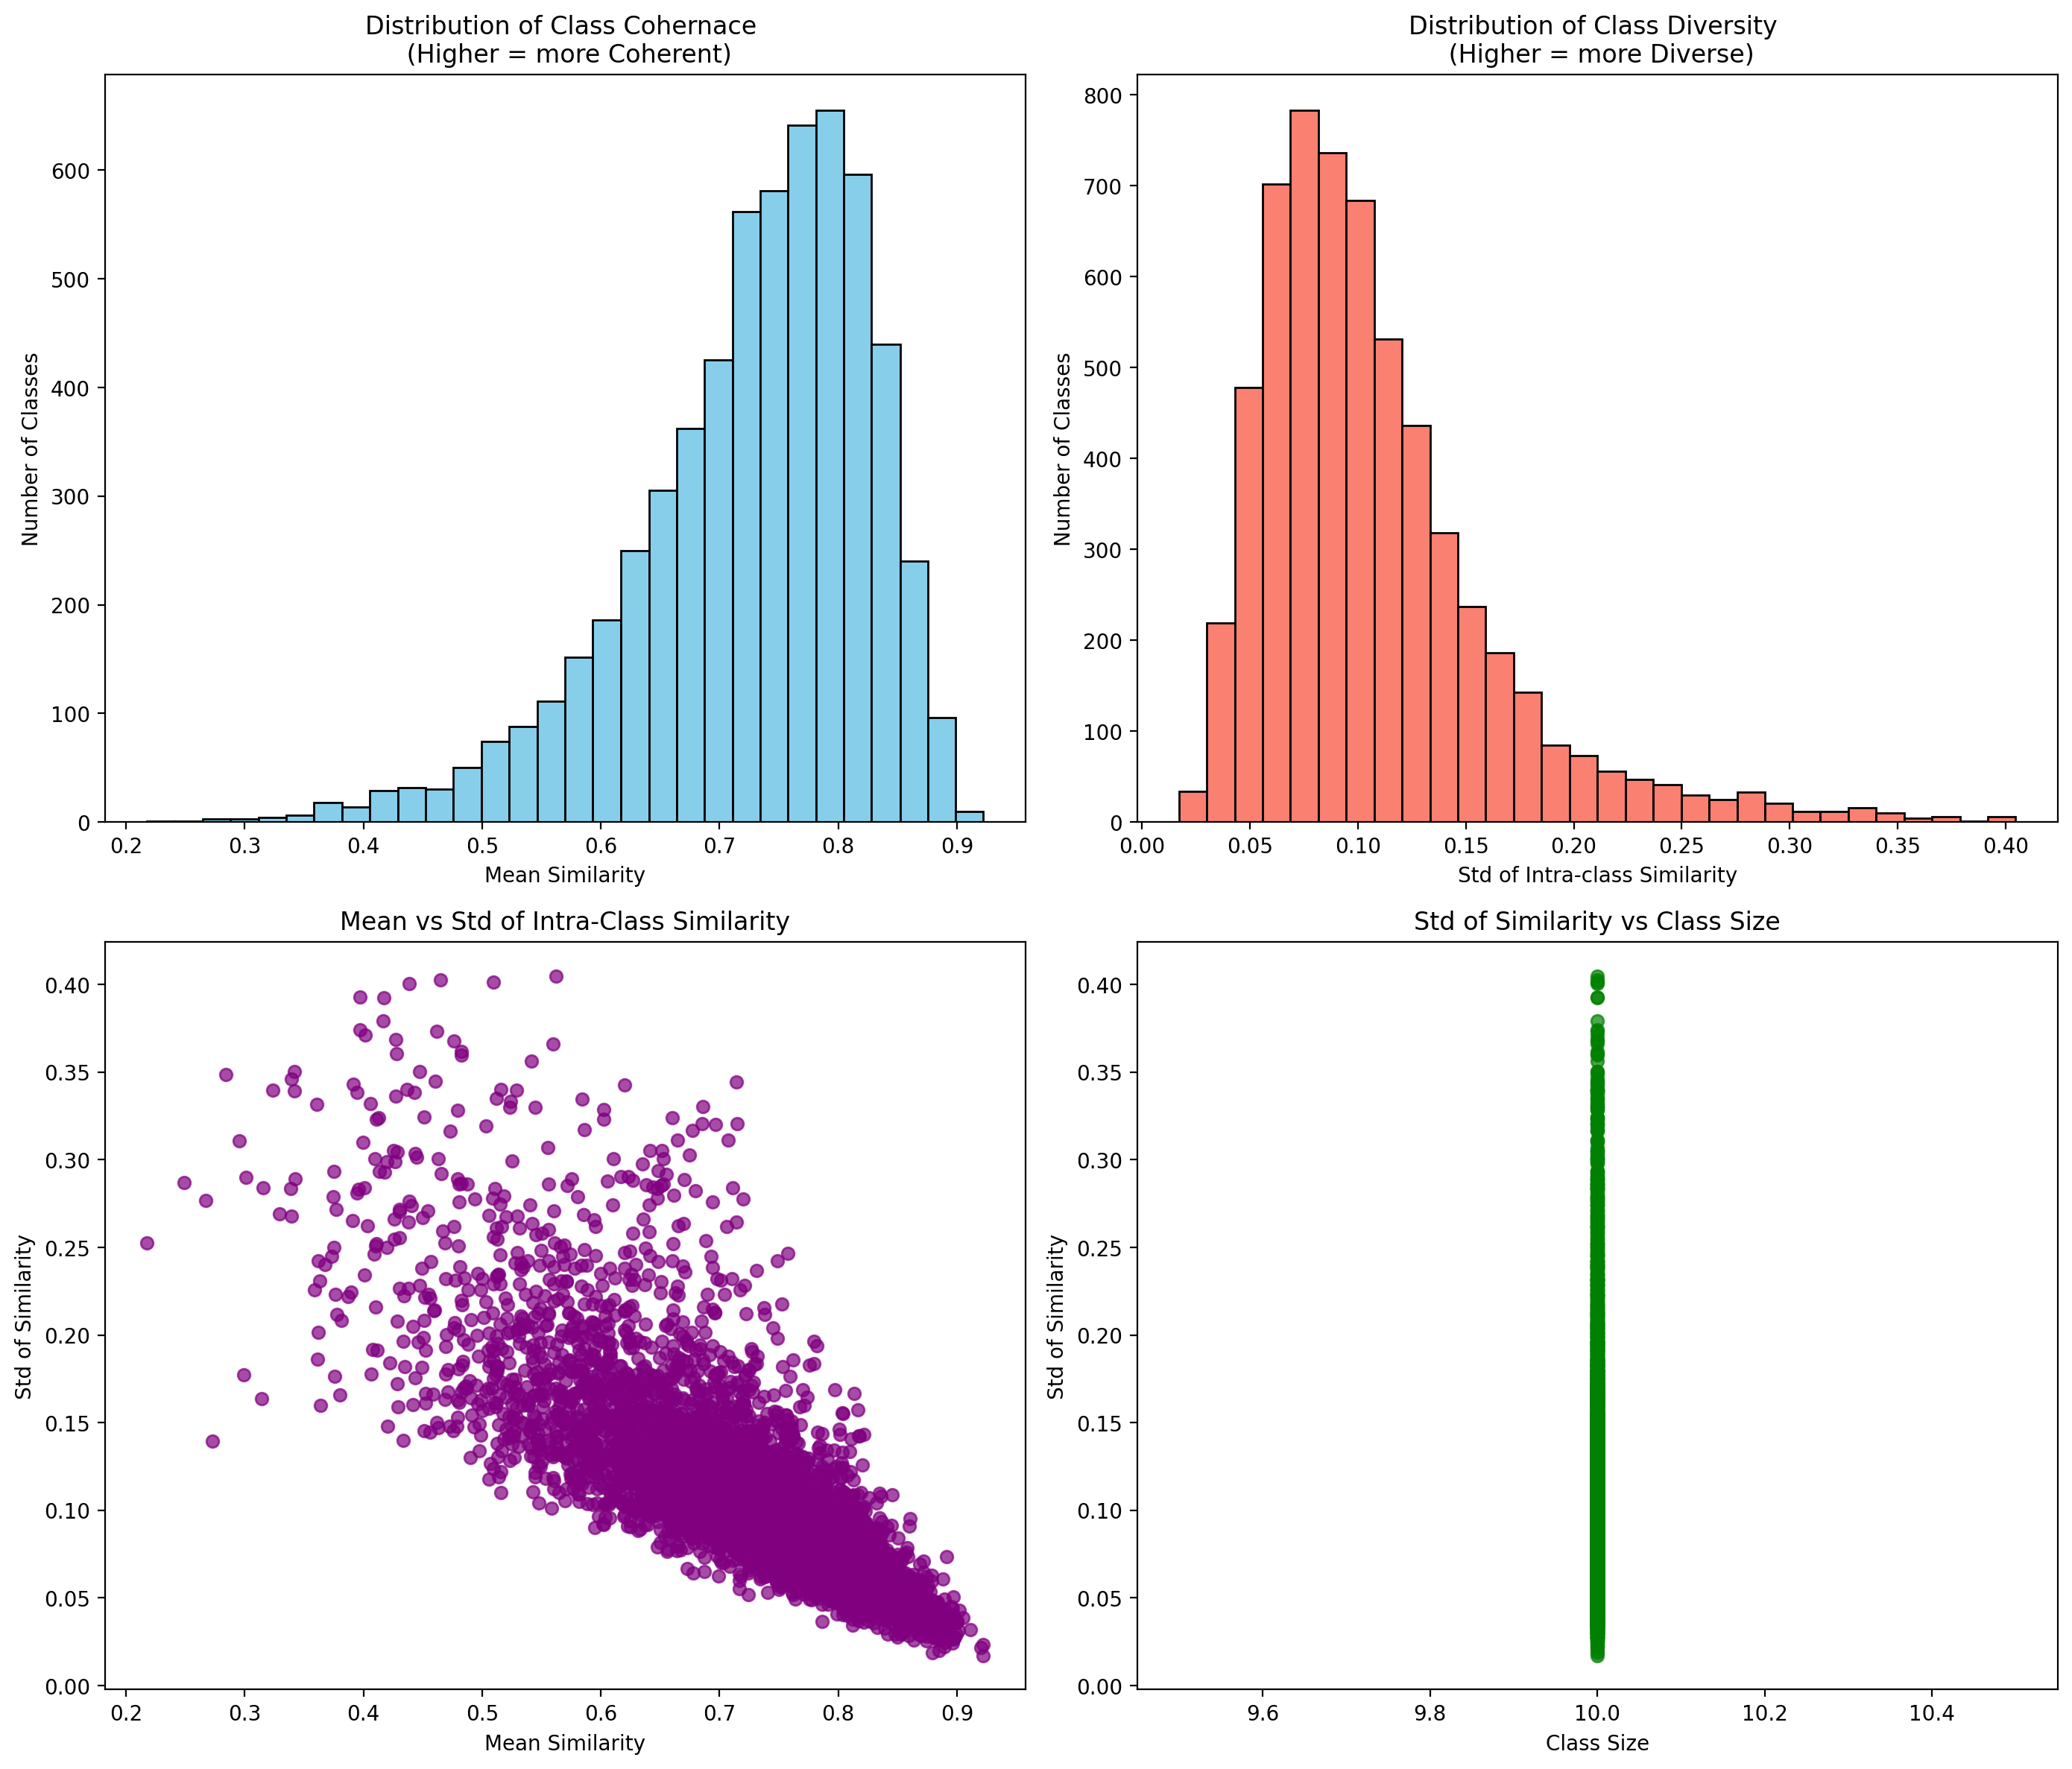 Distribution of Class Cohernace
(Higher = more Coherent)
Number of Classes
600
500
400
300
200
100
0
0.2 0.3 0.4 0.5 0.6 0.7 0.8 0.9
Mean Similarity
Distribution of Class Diversity
(Higher = more Diverse)
Number of Classes
800
700
600
500
400
300
200
100
0
0.00 0.05 0.10 0.15 0.20 0.25 0.30 0.35 0.40
Std of Intra-class Similarity
Mean vs Std of Intra-Class Similarity
Std of Similarity
0.40
0.35
0.30
0.25
0.20
0.15
0.10
0.05
0.00
0.2 0.3 0.4 0.5 0.6 0.7 0.8 0.9
Mean Similarity
Std of Similarity vs Class Size
Std of Similarity
0.40
0.35
0.30
0.25
0.20
0.15
0.10
0.05
0.00
9.6 9.8 10.0 10.2 10.4
Class Size